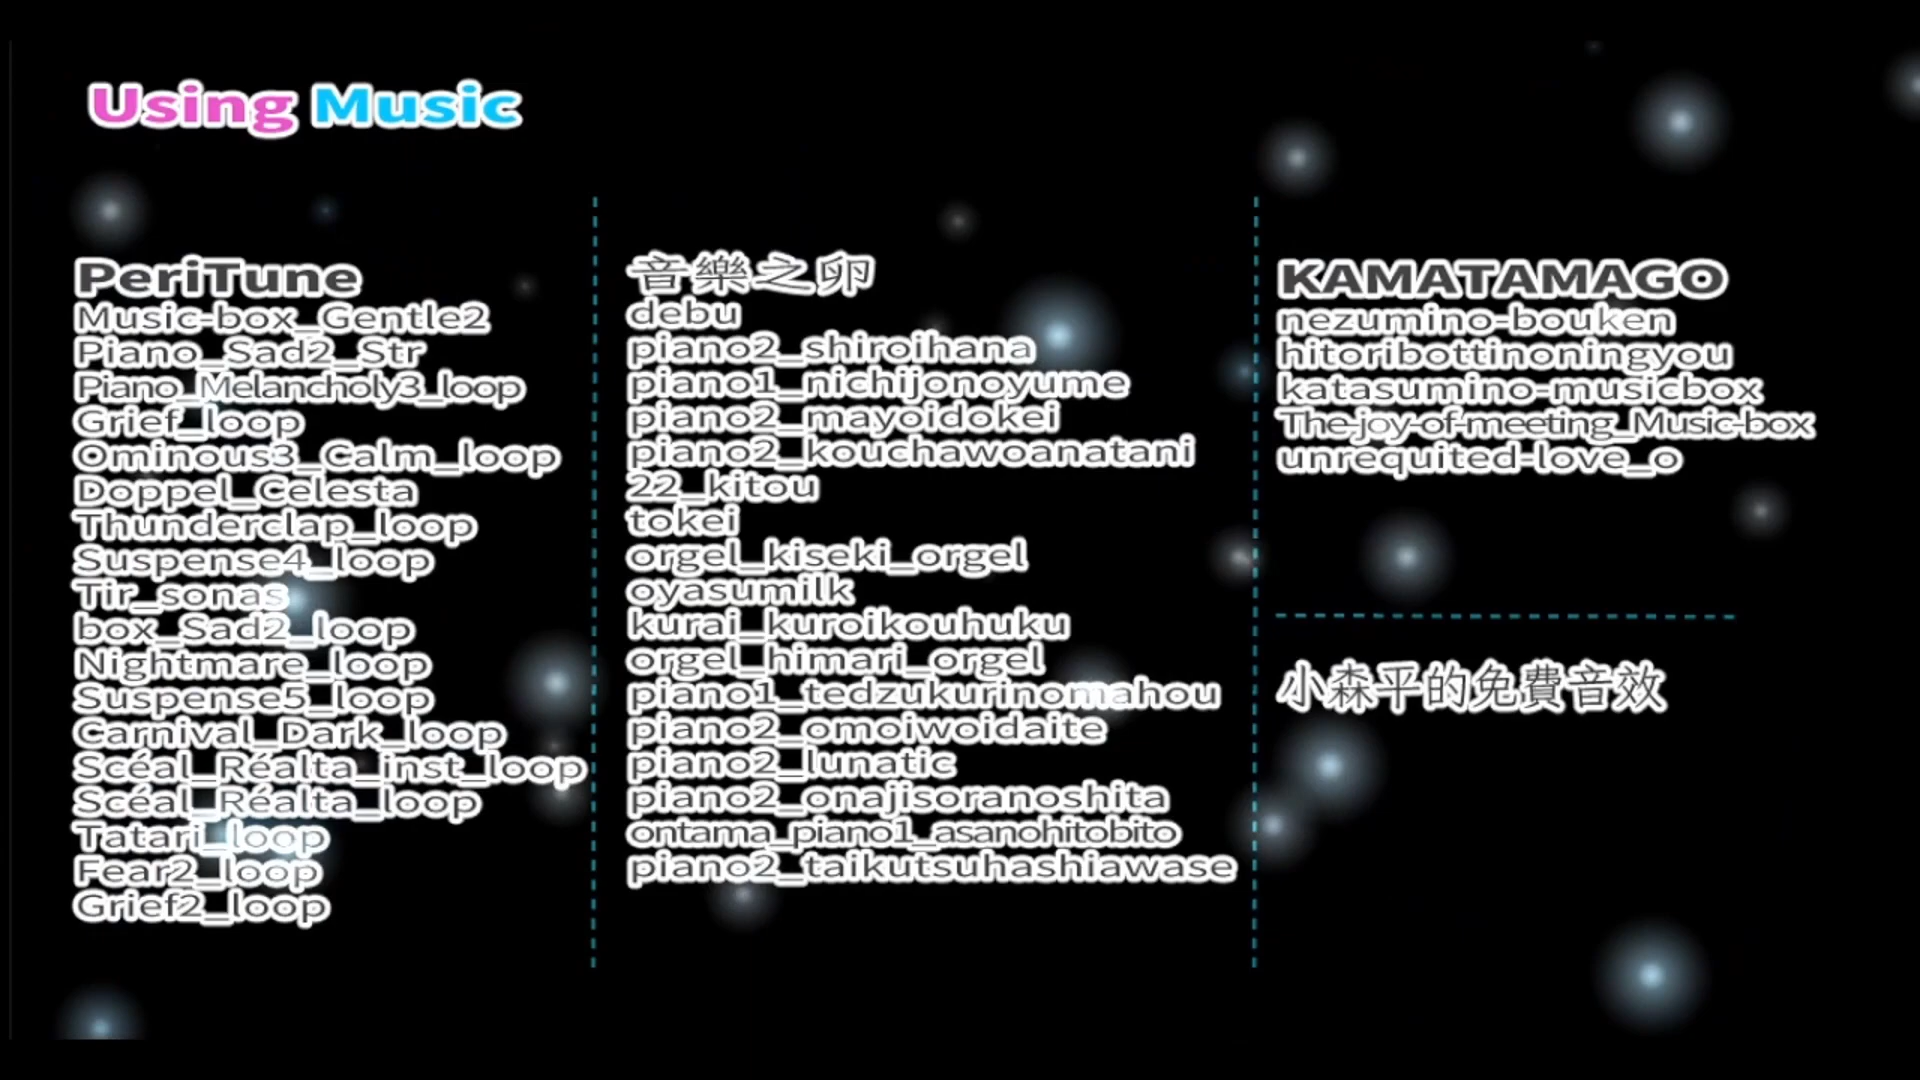 Using Music
PeriTune
Music-box_Gentle2
Piano_Sad2_Str
Piano_Melancholy3_loop
Grief_loop
Ominous3_Calm_loop
Doppel_Celesta
Thunderclap_loop
Suspense4_loop
Tir_sonas
box_Sad2_loop
Nightmare_loop
Suspense5_loop
Carnival_Dark_loop
Scéal_Réalta_inst_loop
Scéal_Réalta_loop
Tatari_loop
Fear2_loop
Grief2_loop
音樂之卵
debu
piano2_shiroihana
piano1_nichijonoyume
piano2_mayoidokei
piano2_kouchawoanatani
22_kitou
tokei
orgel_kiseki_orgel
oyasumilk
kurai_kuroikouhuku
orgel_himari_orgel
piano1_tedzukurinomahou
piano2_omoiwoidaite
piano2_lunatic
piano2_onajisoranoshita
ontama_piano1_asanohitobito
piano2_taikutsuhashiawase
KAMATAMAGO
nezumino-bouken
hitoribottinoningyou
katasumino-musicbox
The-joy-of-meeting_Music-box
unrequited-love_o
小森平的免費音效